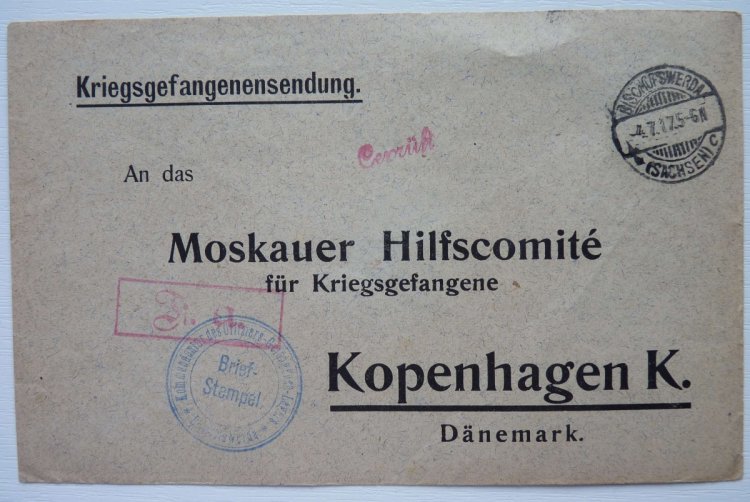 Kriegsgefangenensendung.
BISCHOFSWERDA
4.7.17.5-6N
(SACHSEN) c
Geprüft
An das
Moskauer Hilfscomité
für Kriegsgefangene
F. a.
Brief-
Stempel.
Kopenhagen K.
Dänemark.